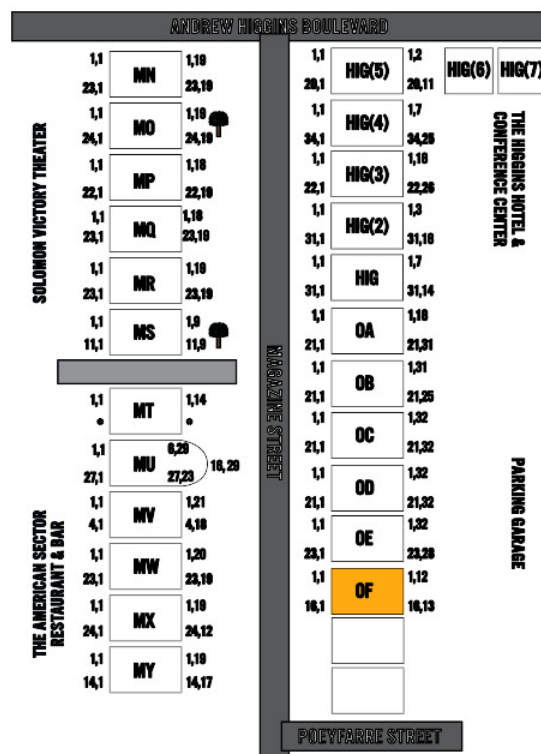 ANDREW HIGGINS BOULEVARD
1,1 MN 1,19
23,1 23,19
1,1 MO 1,19
24,1 24,19
1,1 MP 1,18
22,1 22,19
1,1 MQ 1,18
23,1 23,19
1,1 MR 1,19
23,1 23,19
1,1 MS 1,9
11,1 11,9
1,1 MT 1,14
1,1 MU 6,29
27,1 27,23
16,29
1,1 MV 1,21
4,1 4,18
1,1 MW 1,20
23,1 23,19
1,1 MX 1,19
24,1 24,12
1,1 MY 1,19
14,1 14,17
SOLOMON VICTORY THEATER
THE AMERICAN SECTOR
RESTAURANT & BAR
MAGAZINE STREET
1,1 HIG(5) 1,2
20,1 20,11
HIG(6)
HIG(7)
1,1 HIG(4) 1,7
34,1 34,25
1,1 HIG(3) 1,16
22,1 22,26
1,1 HIG(2) 1,3
31,1 31,16
1,1 HIG 1,7
31,1 31,14
1,1 OA 1,16
21,1 21,31
1,1 OB 1,31
21,1 21,25
1,1 OC 1,32
21,1 21,32
1,1 OD 1,32
21,1 21,32
1,1 OE 1,32
23,1 23,28
1,1 OF 1,12
16,1 16,13
THE HIGGINS HOTEL &
CONFERENCE CENTER
PARKING GARAGE
POEYFARRE STREET